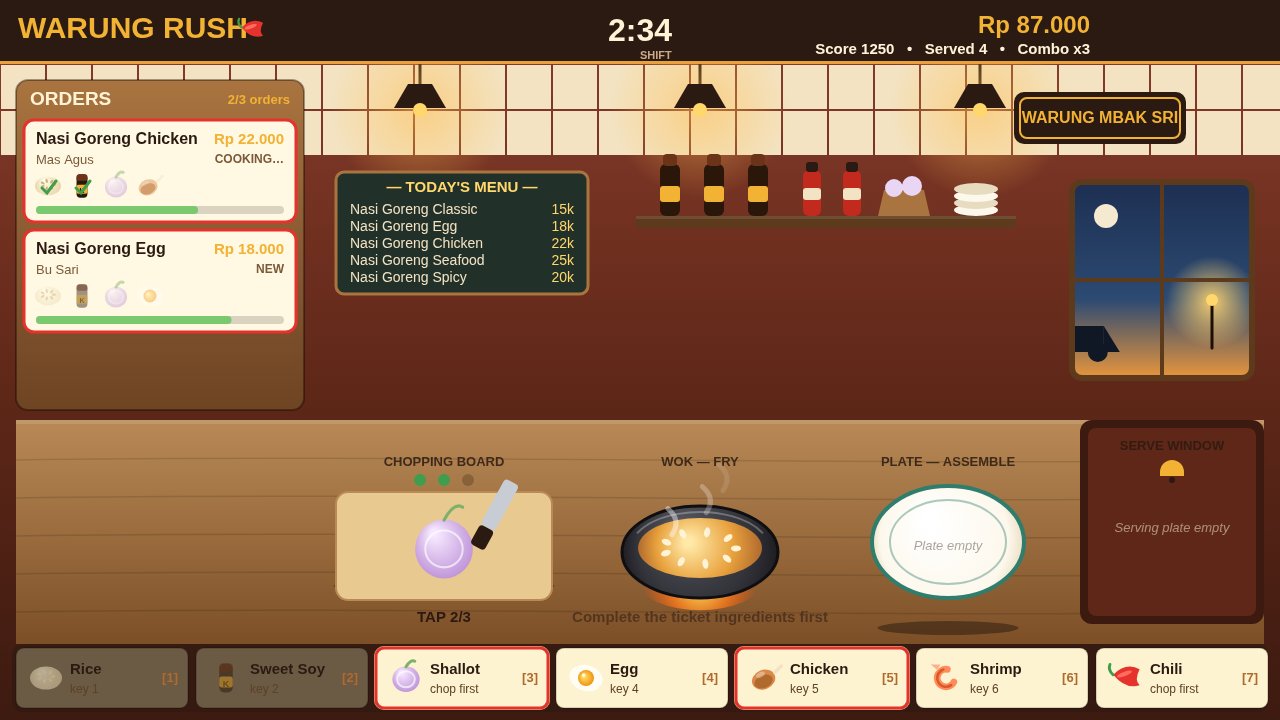 WARUNG RUSH
2:34
SHIFT
Rp 87.000
Score 1250 • Served 4 • Combo x3
ORDERS
2/3 orders
Nasi Goreng Chicken
Rp 22.000
Mas Agus
COOKING…
Nasi Goreng Egg
Rp 18.000
Bu Sari
NEW
K
— TODAY'S MENU —
Nasi Goreng Classic 15k
Nasi Goreng Egg 18k
Nasi Goreng Chicken 22k
Nasi Goreng Seafood 25k
Nasi Goreng Spicy 20k
WARUNG MBAK SRI
CHOPPING BOARD
TAP 2/3
WOK — FRY
Complete the ticket ingredients first
PLATE — ASSEMBLE
Plate empty
SERVE WINDOW
Serving plate empty
Rice
key 1
[1]
K
Sweet Soy
key 2
[2]
Shallot
chop first
[3]
Egg
key 4
[4]
Chicken
key 5
[5]
Shrimp
key 6
[6]
Chili
chop first
[7]